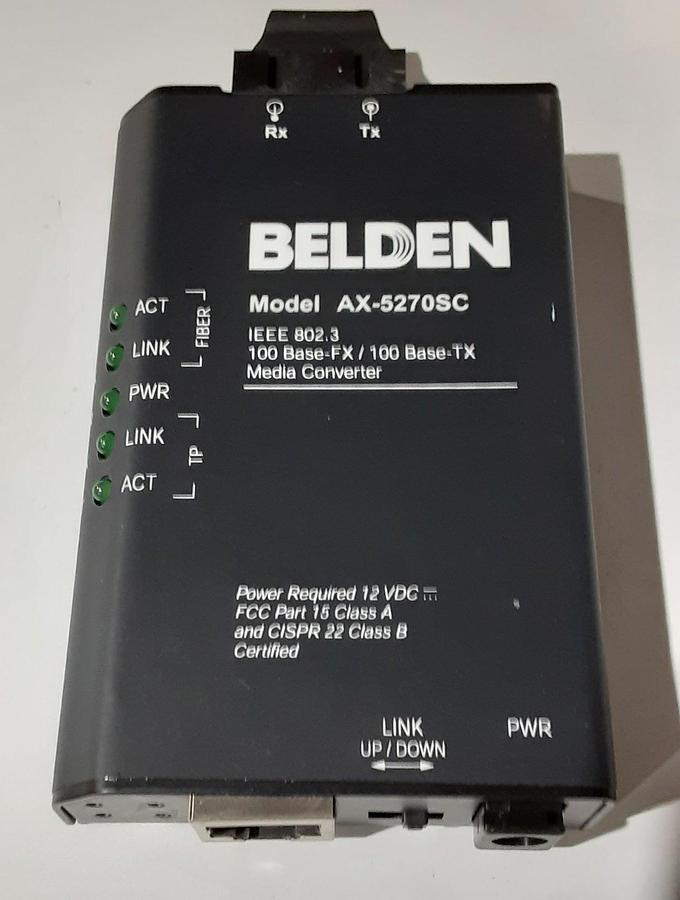 Rx Tx
BELDEN
Model AX-5270SC
IEEE 802.3
100 Base-FX / 100 Base-TX
Media Converter
ACT
LINK
FIBER
PWR
LINK
ACT
TP
Power Required 12 VDC
FCC Part 15 Class A
and CISPR 22 Class B
Certified
LINK
UP / DOWN
PWR